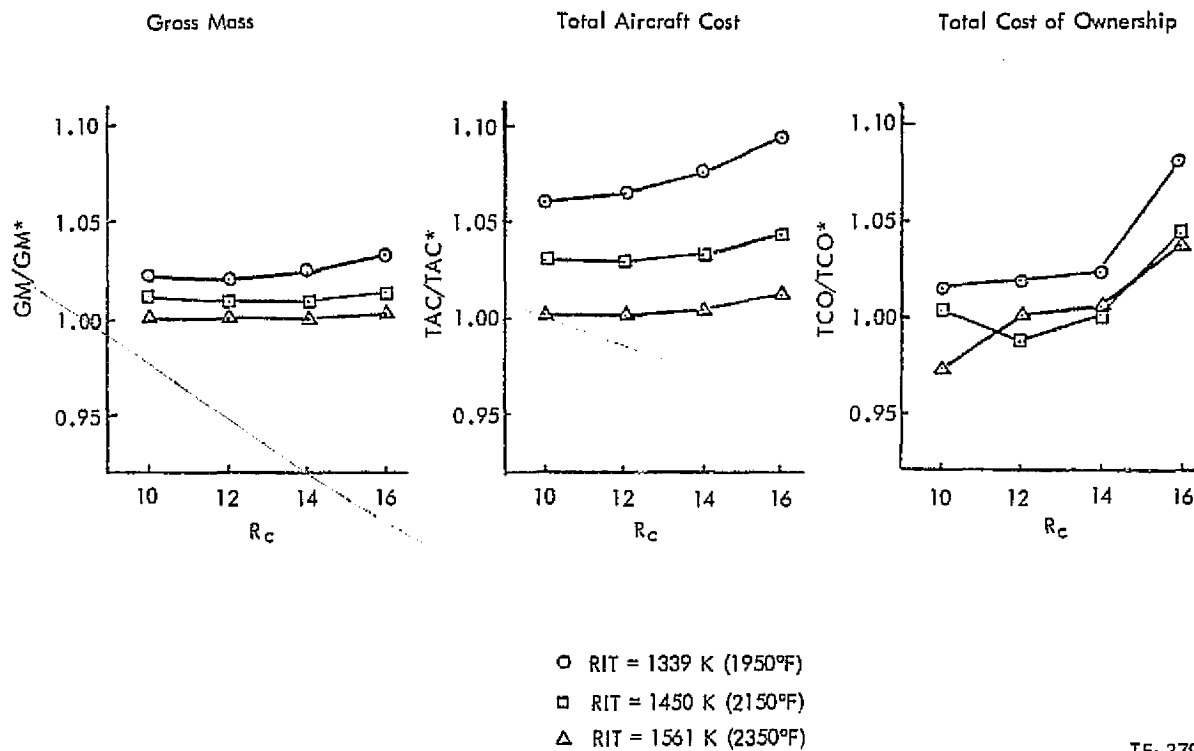 Gross Mass
Total Aircraft Cost
Total Cost of Ownership
1.10
1.05
1.00
0.95
GM/GM*
10 12 14 16
Rc
1.10
1.05
1.00
0.95
TAC/TAC*
10 12 14 16
Rc
1.10
1.05
1.00
0.95
TCO/TCO*
10 12 14 16
Rc
RIT = 1339 K (1950°F)
RIT = 1450 K (2150°F)
RIT = 1561 K (2350°F)